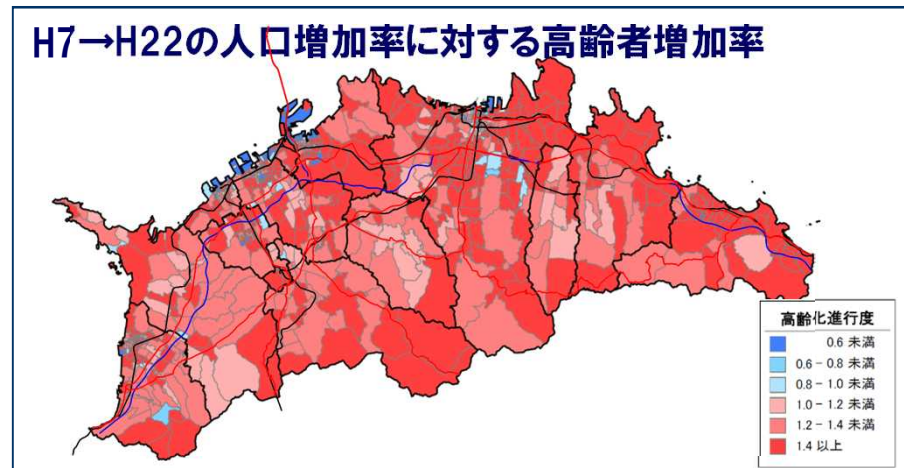 H7→H22の人口増加率に対する高齢者増加率
高齢化進行度
0.6 未満
0.6 - 0.8 未満
0.8 - 1.0 未満
1.0 - 1.2 未満
1.2 - 1.4 未満
1.4 以上